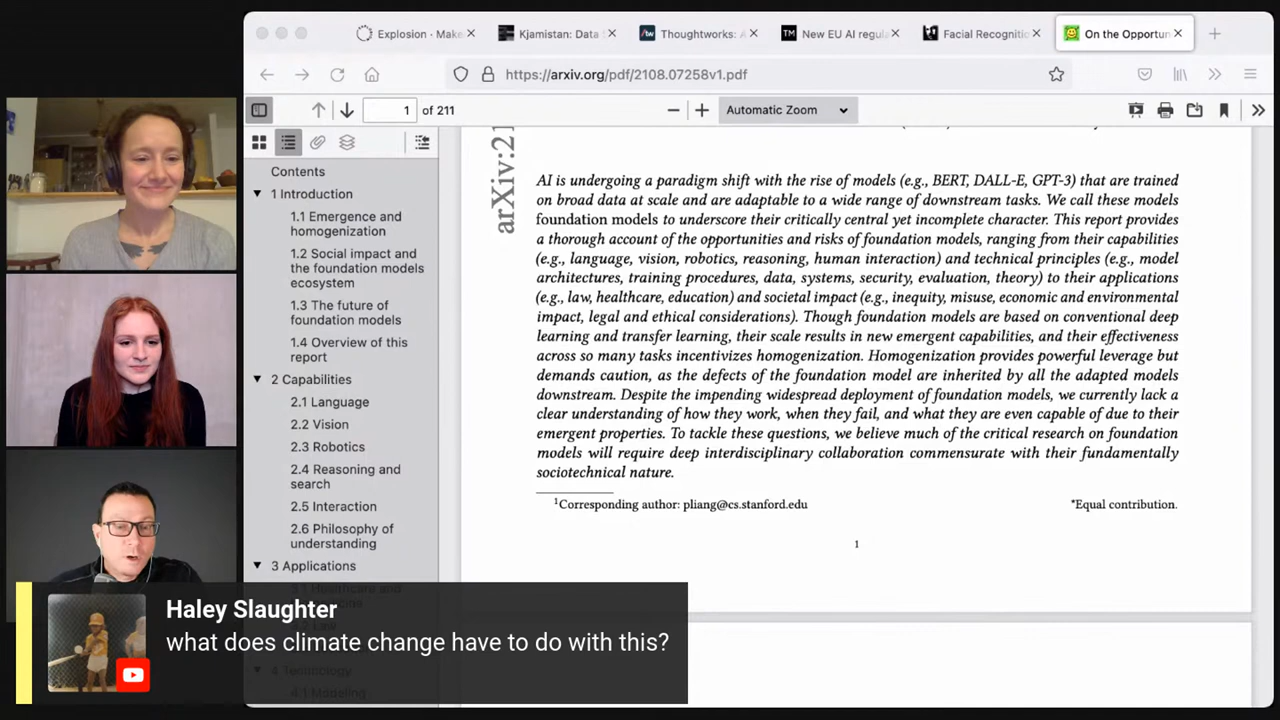 Explosion · Make
Kjamistan: Data
Thoughtworks: A
New EU AI regula
Facial Recognitio
On the Opportun
https://arxiv.org/pdf/2108.07258v1.pdf
1 of 211
Automatic Zoom
Contents
1 Introduction
1.1 Emergence and
homogenization
1.2 Social impact and
the foundation models
ecosystem
1.3 The future of
foundation models
1.4 Overview of this
report
2 Capabilities
2.1 Language
2.2 Vision
2.3 Robotics
2.4 Reasoning and
search
2.5 Interaction
2.6 Philosophy of
understanding
3 Applications
3.1 Healthcare and
4 Technology
4.1 Modeling
arXiv:21
AI is undergoing a paradigm shift with the rise of models (e.g., BERT, DALL-E, GPT-3) that are trained
on broad data at scale and are adaptable to a wide range of downstream tasks. We call these models
foundation models to underscore their critically central yet incomplete character. This report provides
a thorough account of the opportunities and risks of foundation models, ranging from their capabilities
(e.g., language, vision, robotics, reasoning, human interaction) and technical principles (e.g., model
architectures, training procedures, data, systems, security, evaluation, theory) to their applications
(e.g., law, healthcare, education) and societal impact (e.g., inequity, misuse, economic and environmental
impact, legal and ethical considerations). Though foundation models are based on conventional deep
learning and transfer learning, their scale results in new emergent capabilities, and their effectiveness
across so many tasks incentivizes homogenization. Homogenization provides powerful leverage but
demands caution, as the defects of the foundation model are inherited by all the adapted models
downstream. Despite the impending widespread deployment of foundation models, we currently lack a
clear understanding of how they work, when they fail, and what they are even capable of due to their
emergent properties. To tackle these questions, we believe much of the critical research on foundation
models will require deep interdisciplinary collaboration commensurate with their fundamentally
sociotechnical nature.
1Corresponding author: pliang@cs.stanford.edu
*Equal contribution.
1
Haley Slaughter
what does climate change have to do with this?